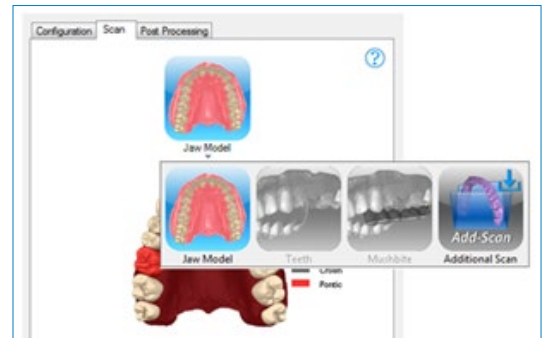 Configuration Scan Post Processing
?
Jaw Model
Add-Scan
Jaw Model Teeth Mushbite Additional Scan
Crown
Pontic